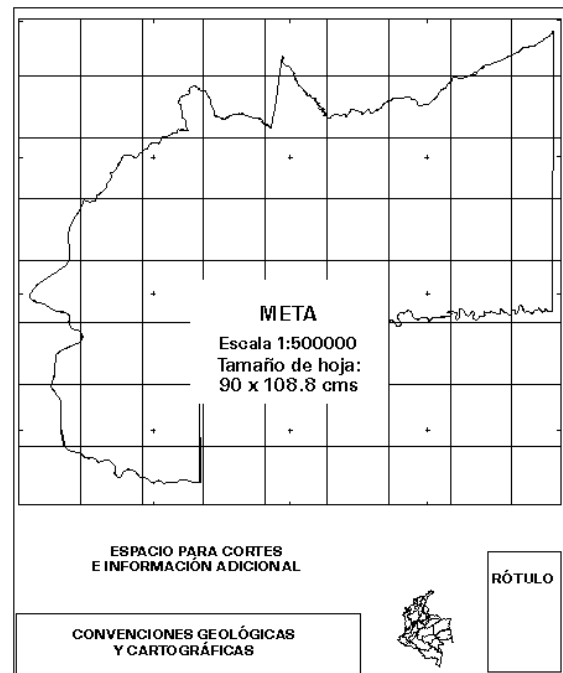 META
Escala 1:500000
Tamaño de hoja:
90 x 108.8 cms
ESPACIO PARA CORTES
E INFORMACIÓN ADICIONAL
RÓTULO
CONVENCIONES GEOLÓGICAS
Y CARTOGRÁFICAS